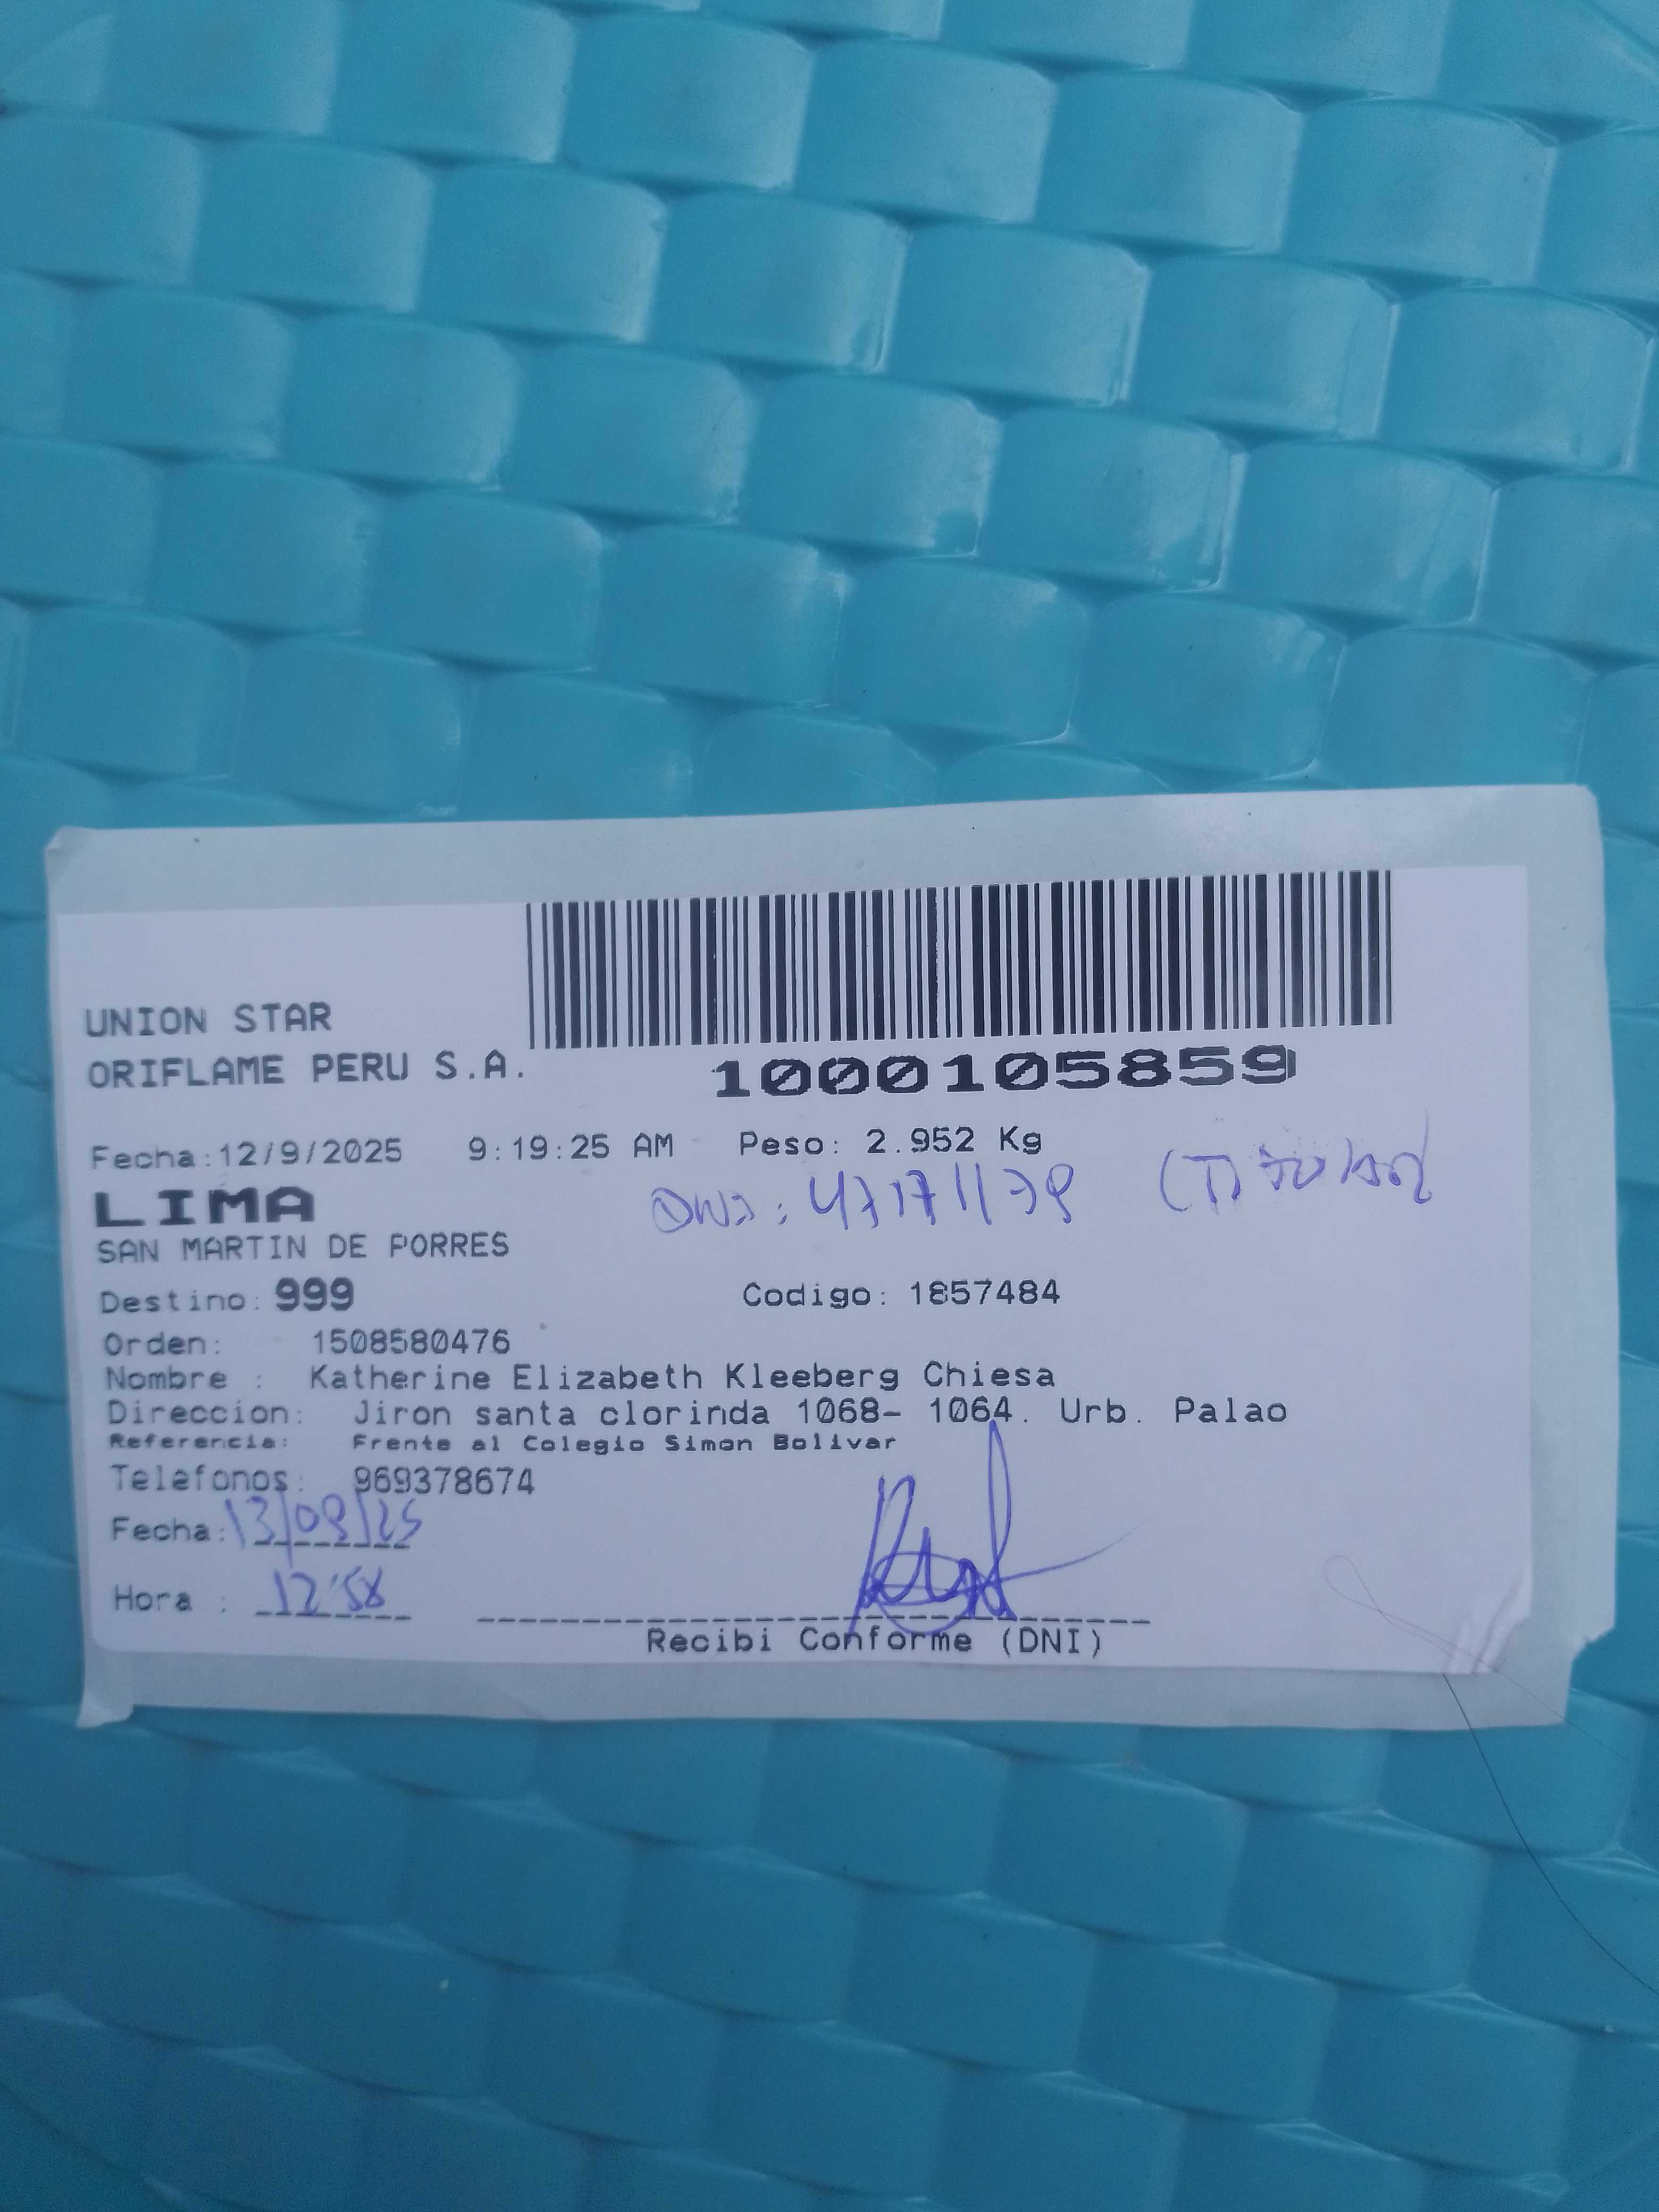 UNION STAR
ORIFLAME PERU S.A.
1000105859
Fecha:12/9/2025 9:19:25 AM Peso: 2.952 Kg
LIMA
DNI: (Titular)
SAN MARTIN DE PORRES
Destino: 999 Codigo: 1857484
Orden: 1508580476
Nombre : Katherine Elizabeth Kleeberg Chiesa
Direccion: Jiron santa clorinda 1068- 1064. Urb. Palao
Referencia: Frente al Colegio Simon Bolivar
Telefonos: 969378674
Fecha: 13/09/25
Hora : 12:58
Recibi Conforme (DNI)